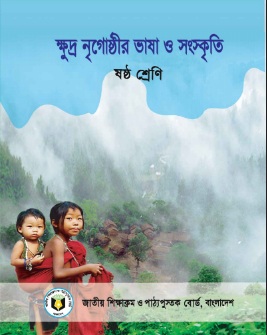 ক্ষুদ্র নৃগোষ্ঠীর ভাষা ও সংস্কৃতি
ষষ্ঠ শ্রেণি
জাতীয় শিক্ষাক্রম ও পাঠ্যপুস্তক বোর্ড, বাংলাদেশ